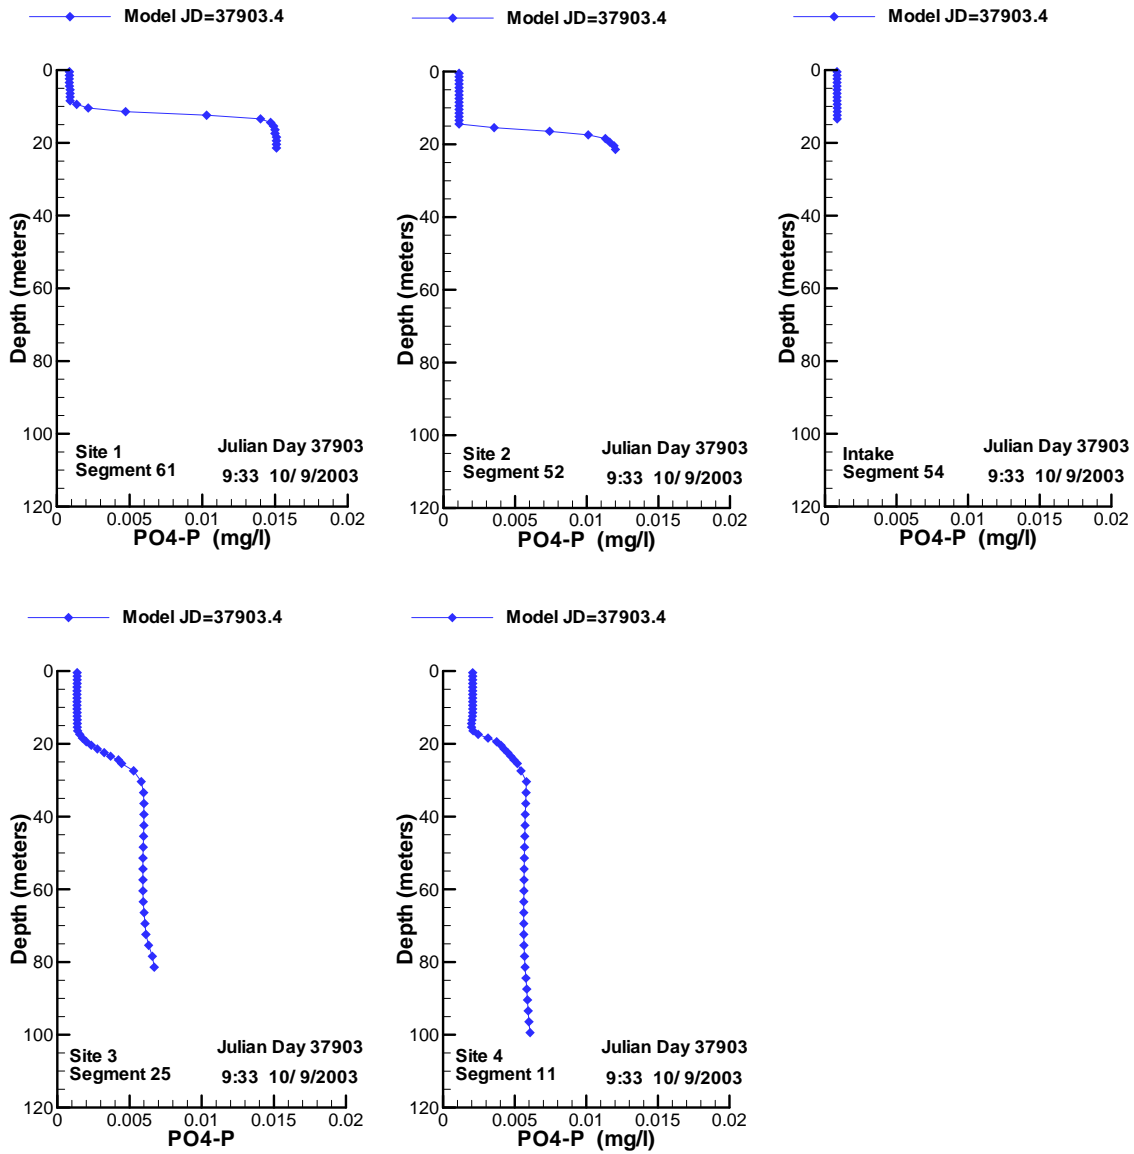 Model JD=37903.4
0
20
40
60
80
100
120
Depth (meters)
Site 1
Segment 61
Julian Day 37903
9:33 10/ 9/2003
0 0.005 0.01 0.015 0.02
PO4-P (mg/l)
Model JD=37903.4
0
20
40
60
80
100
120
Depth (meters)
Site 2
Segment 52
Julian Day 37903
9:33 10/ 9/2003
0 0.005 0.01 0.015 0.02
PO4-P (mg/l)
Model JD=37903.4
0
20
40
60
80
100
120
Depth (meters)
Intake
Segment 54
Julian Day 37903
9:33 10/ 9/2003
0 0.005 0.01 0.015 0.02
PO4-P (mg/l)
Model JD=37903.4
0
20
40
60
80
100
120
Depth (meters)
Site 3
Segment 25
Julian Day 37903
9:33 10/ 9/2003
0 0.005 0.01 0.015 0.02
PO4-P
Model JD=37903.4
0
20
40
60
80
100
120
Depth (meters)
Site 4
Segment 11
Julian Day 37903
9:33 10/ 9/2003
0 0.005 0.01 0.015 0.02
PO4-P (mg/l)